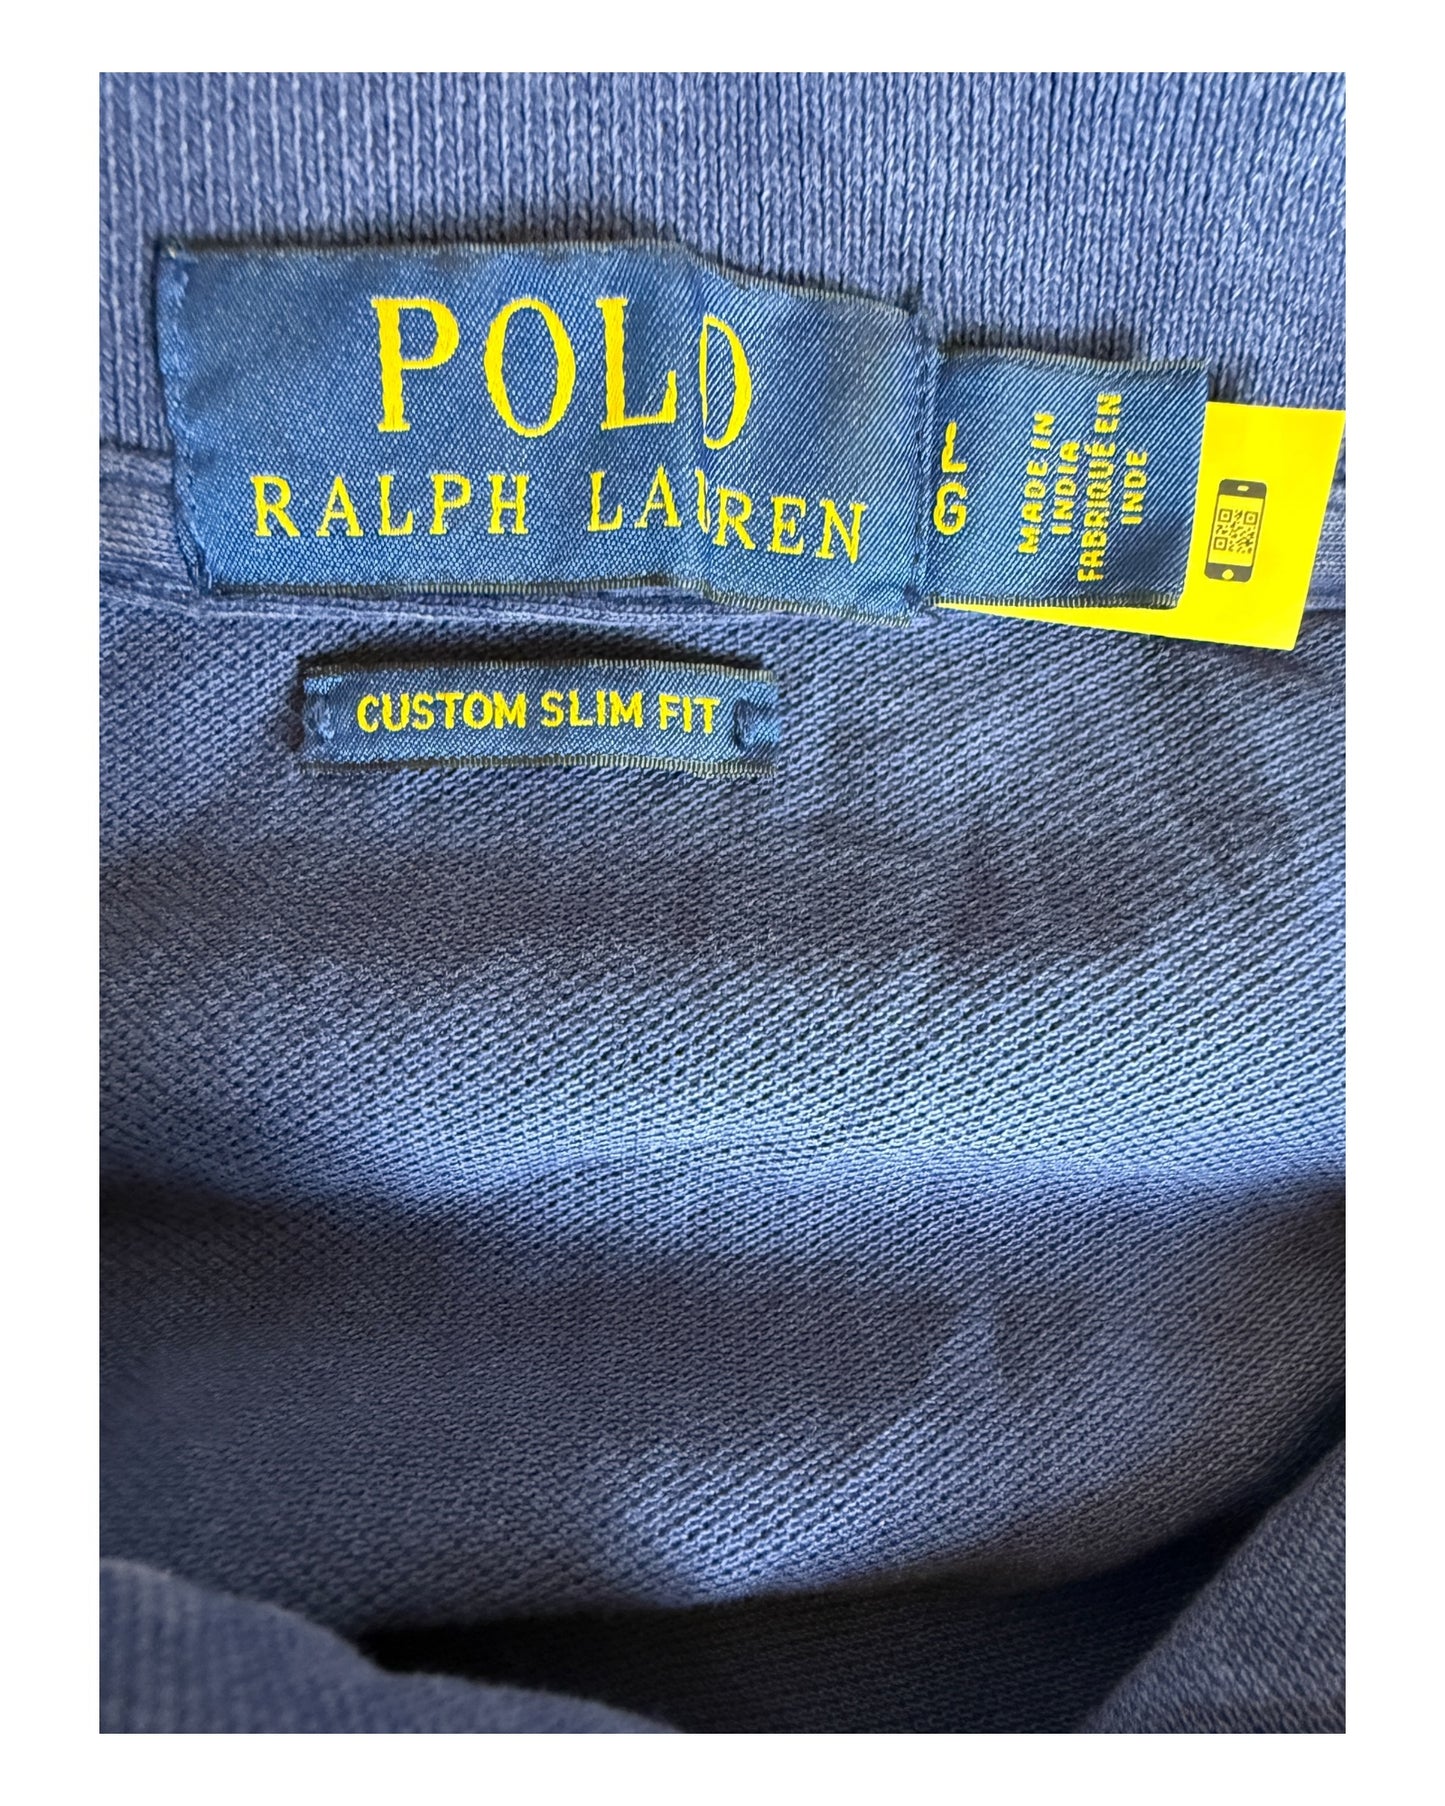 POLO
RALPH LAUREN
L
G
MADE IN
INDIA
FABRIQUÉ EN
INDE
CUSTOM SLIM FIT